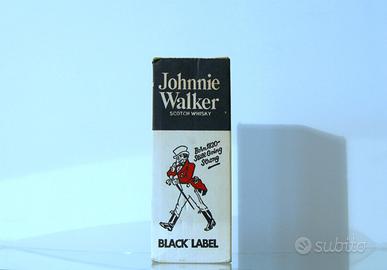 Johnnie
Walker
SCOTCH WHISKY
Born 1820-
Still Going
Strong
BLACK LABEL
subito